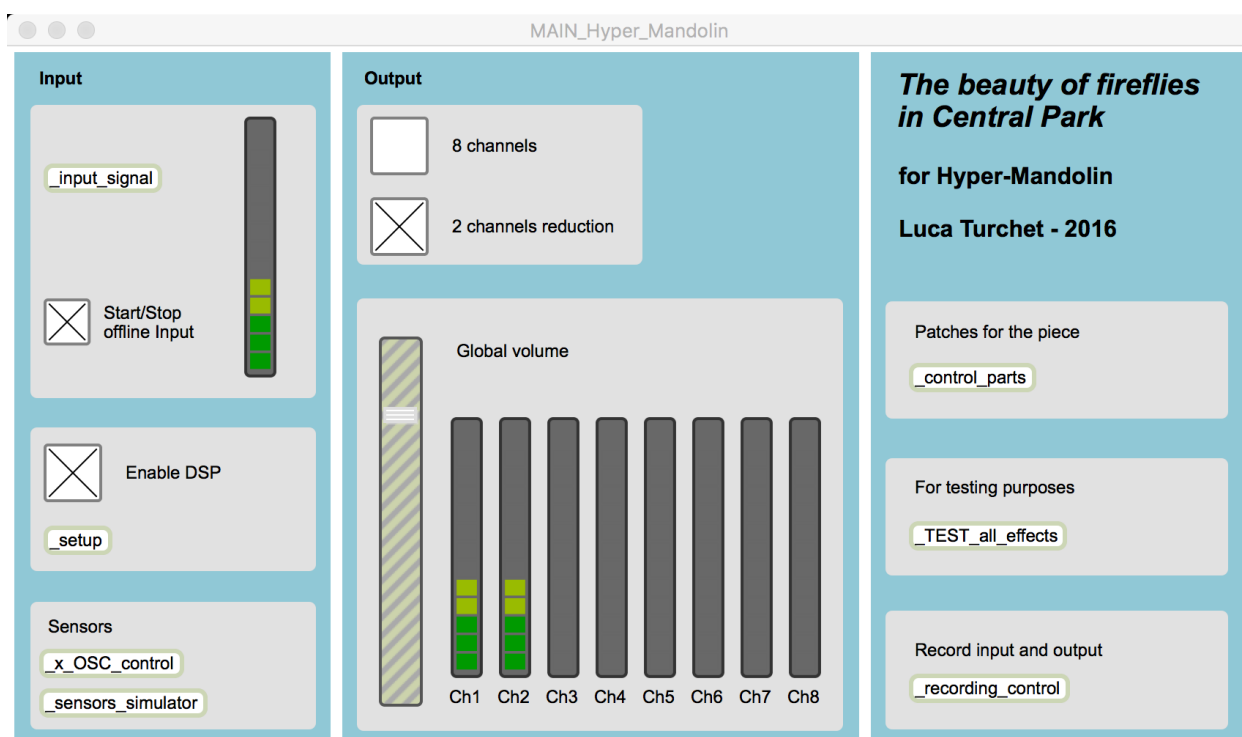 MAIN_Hyper_Mandolin
Input
_input_signal
Start/Stop
offline Input
Enable DSP
_setup
Sensors
_x_OSC_control
_sensors_simulator
Output
8 channels
2 channels reduction
Global volume
Ch1 Ch2 Ch3 Ch4 Ch5 Ch6 Ch7 Ch8
The beauty of fireflies
in Central Park
for Hyper-Mandolin
Luca Turchet - 2016
Patches for the piece
_control_parts
For testing purposes
_TEST_all_effects
Record input and output
_recording_control